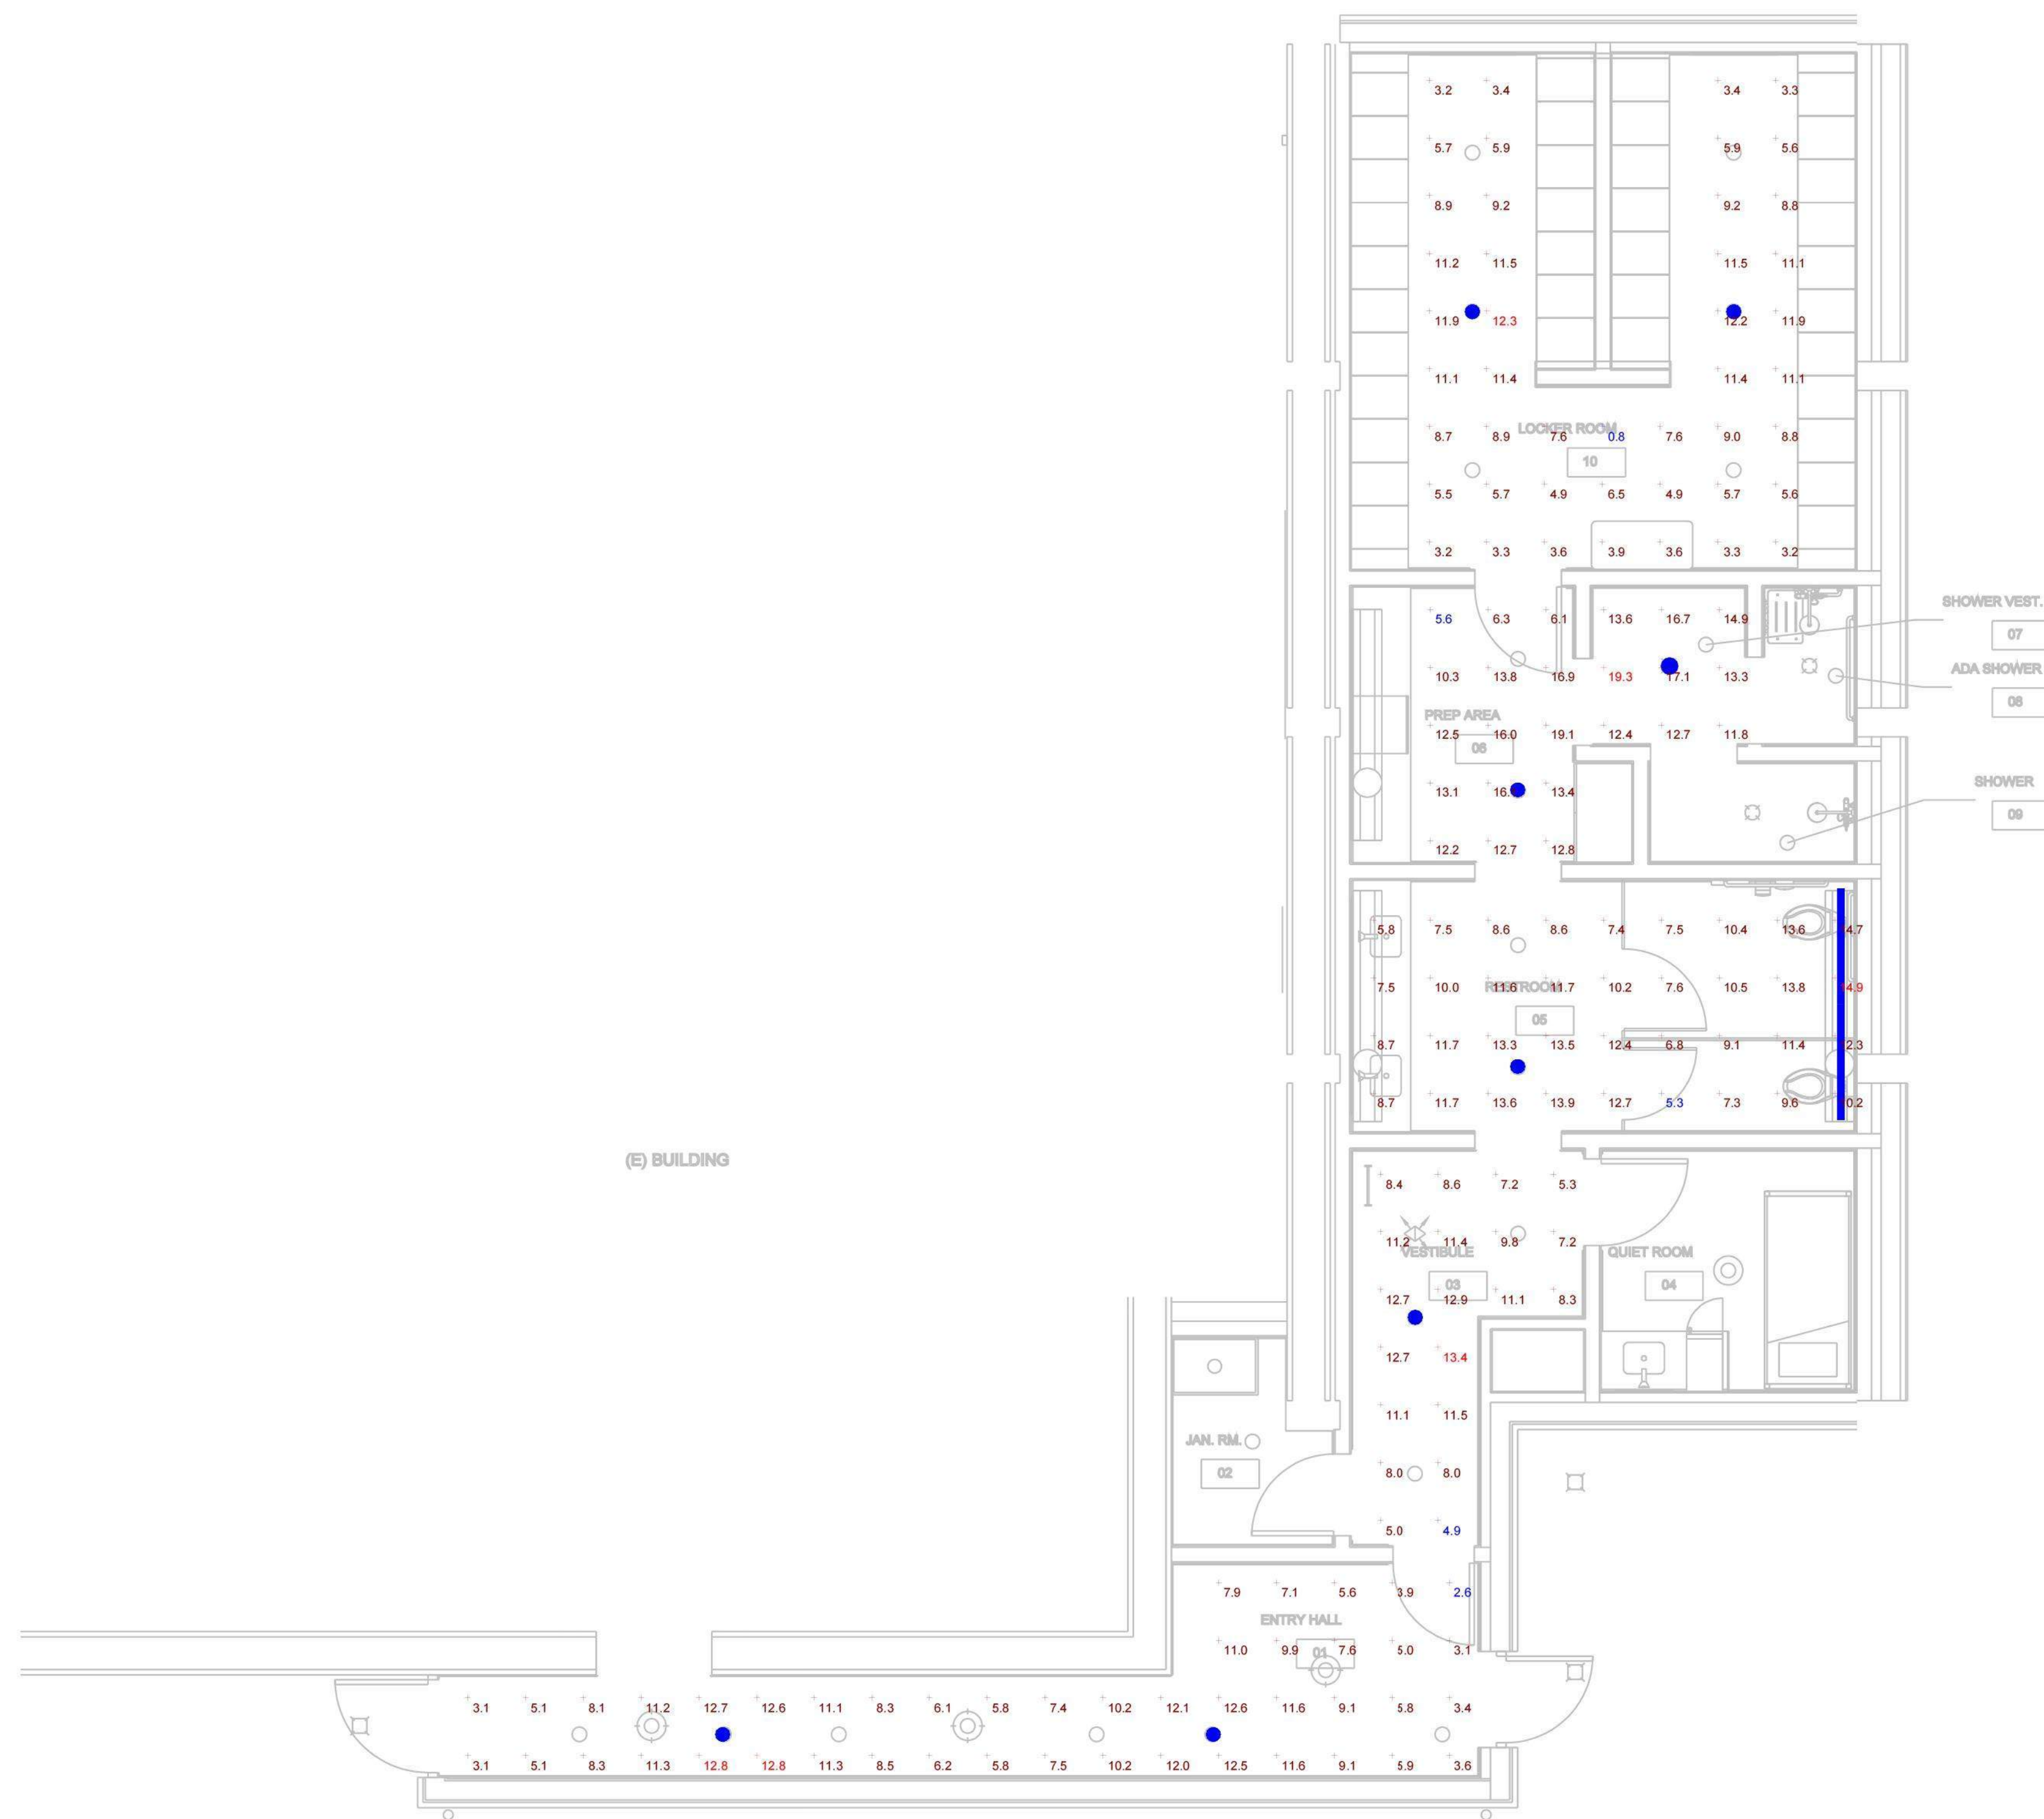 3.2 3.4 3.4 3.3
5.7 5.9 5.9 5.6
8.9 9.2 9.2 8.8
11.2 11.5 11.5 11.1
11.9 12.3 12.2 11.9
11.1 11.4 11.4 11.1
LOCKER ROOM
8.7 8.9 7.6 0.8 7.6 9.0 8.8
10
5.5 5.7 4.9 6.5 4.9 5.7 5.6
3.2 3.3 3.6 3.9 3.6 3.3 3.2
SHOWER VEST.
5.6 6.3 6.1 13.6 16.7 14.9
07
ADA SHOWER
10.3 13.8 16.9 19.3 17.1 13.3
08
PREP AREA
12.5 16.0 19.1 12.4 12.7 11.8
06
SHOWER
13.1 13.4
09
12.2 12.7 12.8
5.8 7.5 8.6 8.6 7.4 7.5 10.4 13.6 14.7
RESTROOM
7.5 10.0 11.6 11.7 10.2 7.6 10.5 13.8 14.9
05
8.7 11.7 13.3 13.5 12.4 6.8 9.1 11.4 12.3
8.7 11.7 13.6 13.9 12.7 5.3 7.3 9.6 10.2
(E) BUILDING
8.4 8.6 7.2 5.3
11.2 11.4 9.8 7.2
VESTIBULE QUIET ROOM
03 04
12.7 12.9 11.1 8.3
12.7 13.4
11.1 11.5
JAN. RM.
02
8.0 8.0
5.0 4.9
7.9 7.1 5.6 3.9 2.6
ENTRY HALL
01
11.0 9.9 7.6 5.0 3.1
3.1 5.1 8.1 11.2 12.7 12.6 11.1 8.3 6.1 5.8 7.4 10.2 12.1 12.6 11.6 9.1 5.8 3.4
3.1 5.1 8.3 11.3 12.8 12.8 11.3 8.5 6.2 5.8 7.5 10.2 12.0 12.5 11.6 9.1 5.9 3.6